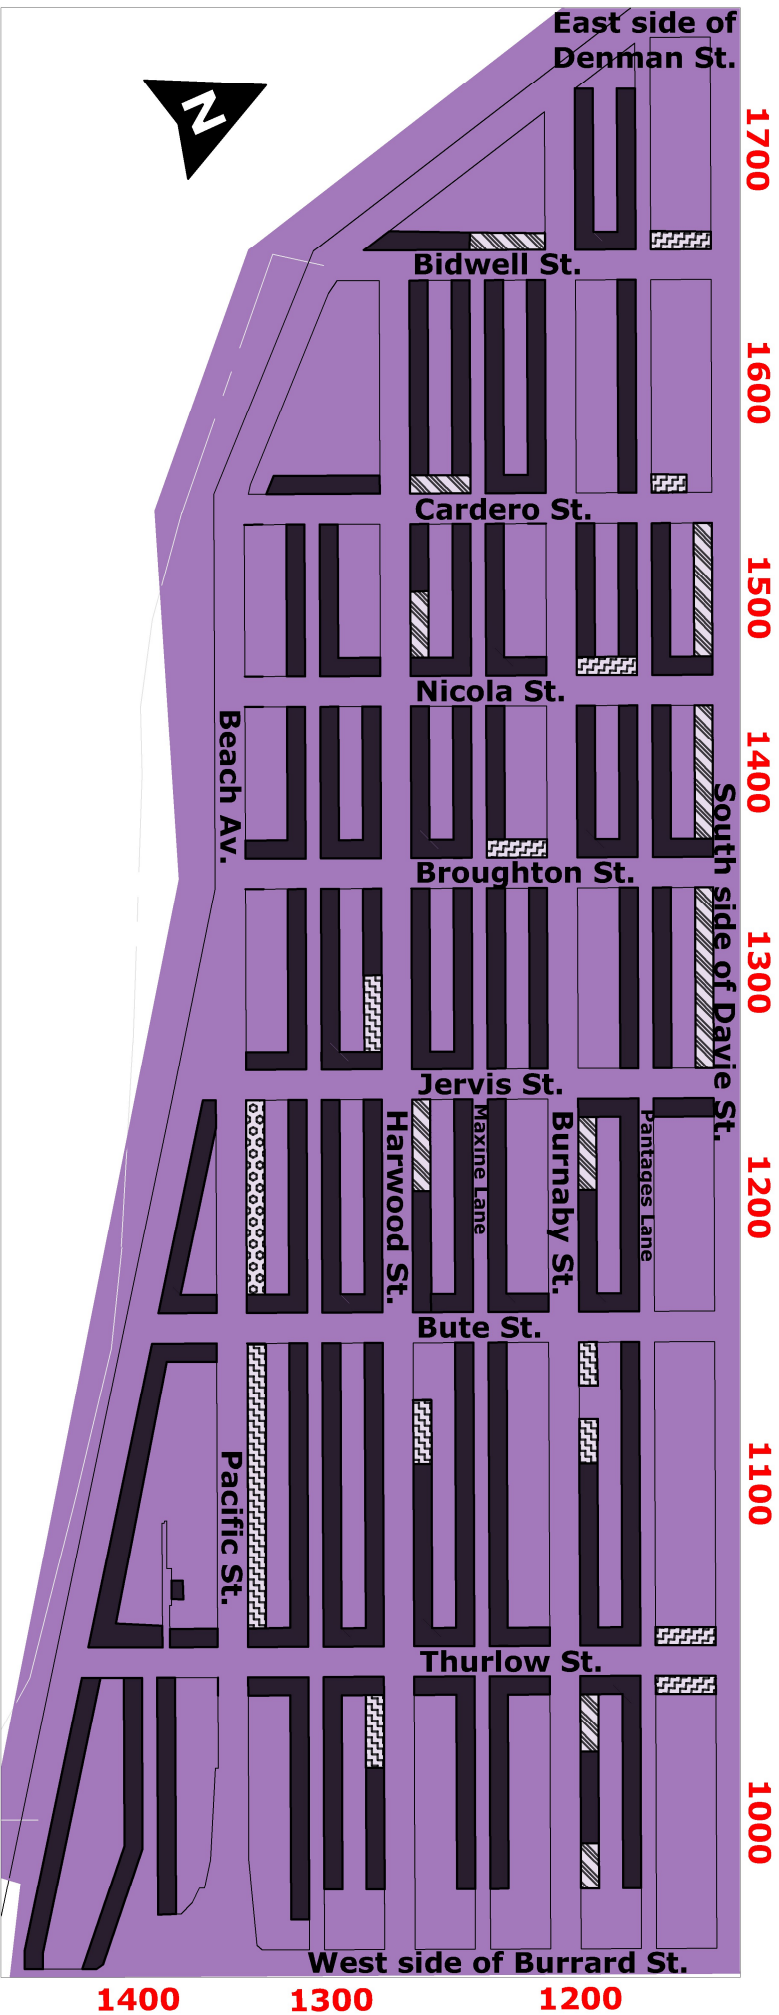 East side of
Denman St.
N
1700
Bidwell St.
1600
Cardero St.
1500
Nicola St.
Beach Av.
1400
South side of Davie St.
Broughton St.
1300
Jervis St.
Harwood St.
Maxine Lane
Burnaby St.
Pantages Lane
1200
Bute St.
Pacific St.
1100
Thurlow St.
1000
West side of Burrard St.
1400
1300
1200